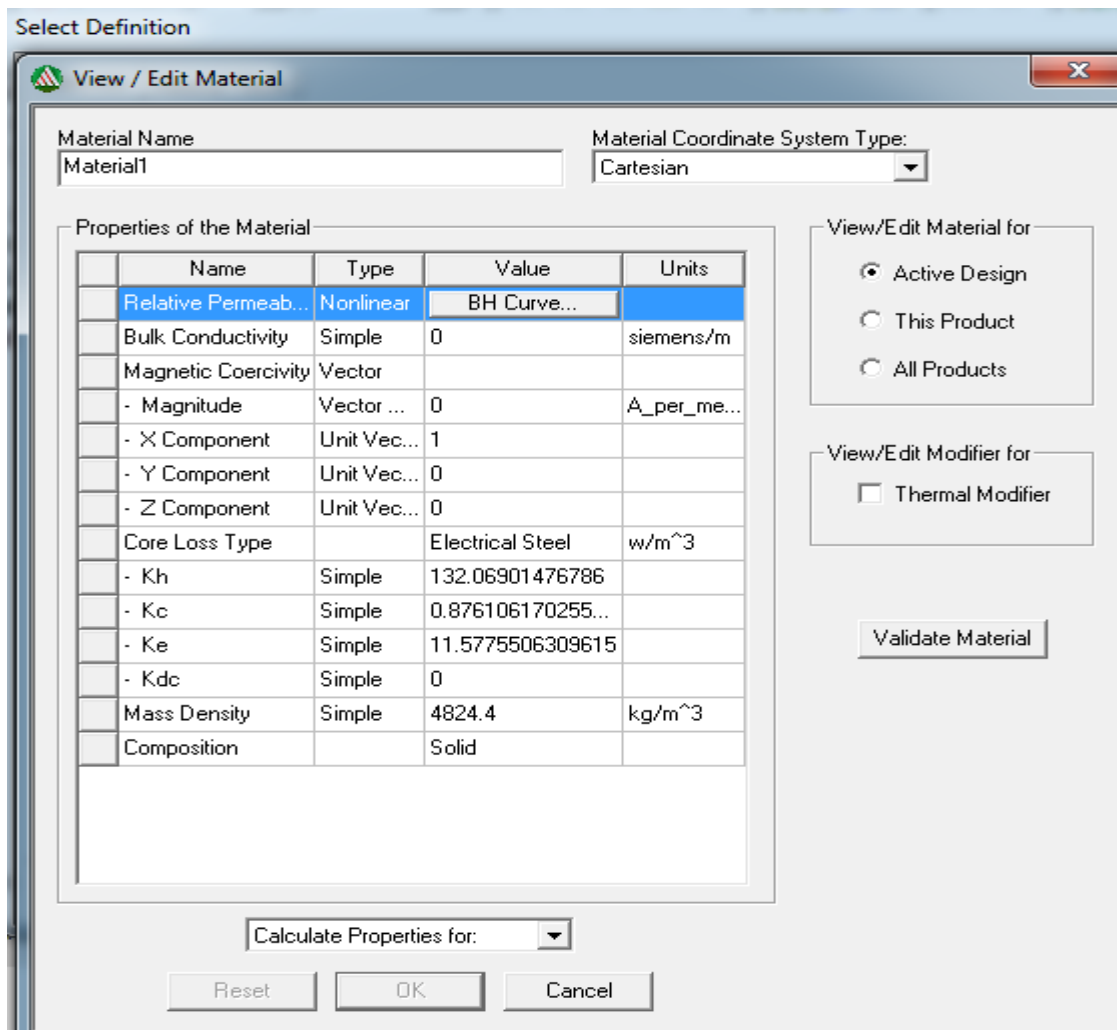 Select Definition
View / Edit Material
Material Name
Material Coordinate System Type:
Material1
Cartesian
Properties of the Material
View/Edit Material for
Name Type Value Units
Active Design
Relative Permeab... Nonlinear BH Curve...
This Product
Bulk Conductivity Simple 0 siemens/m
All Products
Magnetic Coercivity Vector
- Magnitude Vector ... 0 A_per_me...
- X Component Unit Vec... 1
- Y Component Unit Vec... 0
View/Edit Modifier for
- Z Component Unit Vec... 0
Thermal Modifier
Core Loss Type Electrical Steel w/m^3
- Kh Simple 132.06901476786
- Kc Simple 0.876106170255...
- Ke Simple 11.5775506309615
Validate Material
- Kdc Simple 0
Mass Density Simple 4824.4 kg/m^3
Composition Solid
Calculate Properties for:
Reset OK Cancel